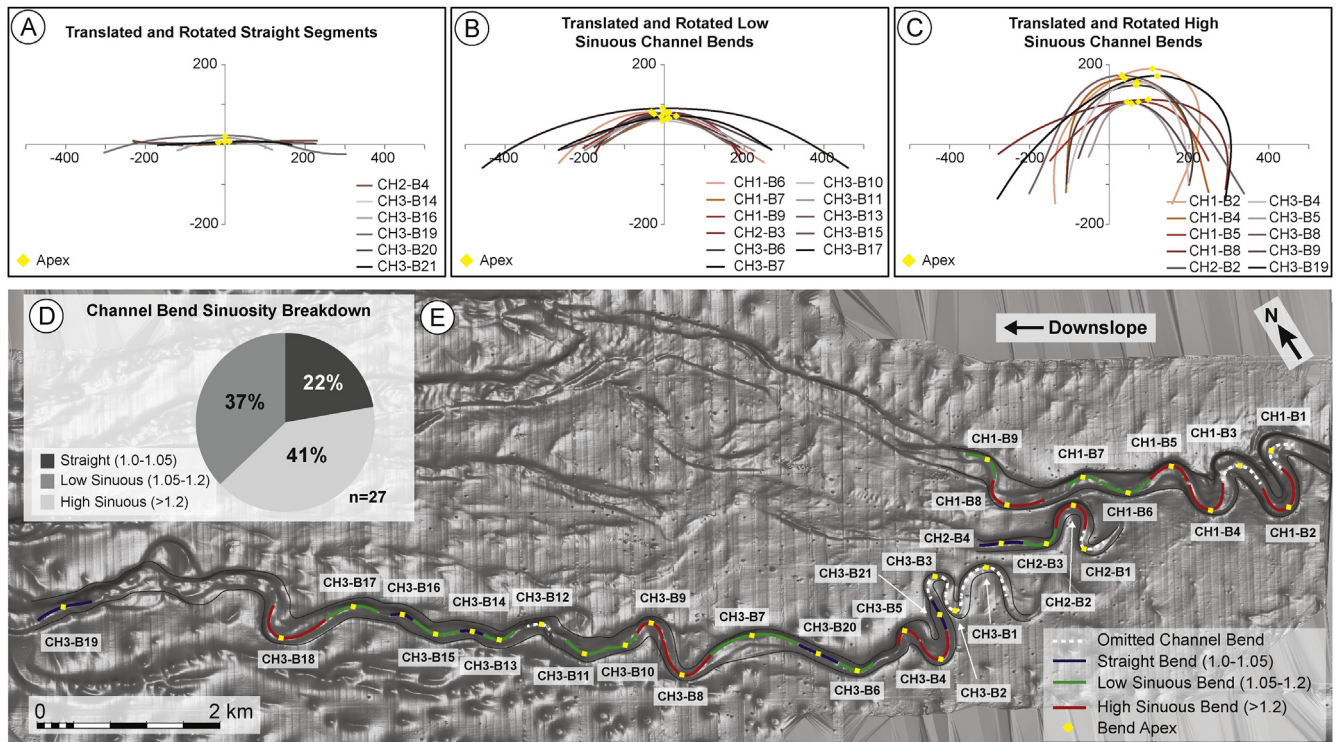 A
Translated and Rotated Straight Segments
200
-400
-200
200
400
-200
CH2-B4
CH3-B14
CH3-B16
CH3-B19
CH3-B20
CH3-B21
Apex
B
Translated and Rotated Low
Sinuous Channel Bends
200
-400
-200
200
400
-200
CH1-B6
CH1-B7
CH1-B9
CH2-B3
CH3-B6
CH3-B7
CH3-B10
CH3-B11
CH3-B13
CH3-B15
CH3-B17
Apex
C
Translated and Rotated High
Sinuous Channel Bends
200
-400
-200
200
400
-200
CH1-B2
CH1-B4
CH1-B5
CH1-B8
CH2-B2
CH3-B4
CH3-B5
CH3-B8
CH3-B9
CH3-B19
Apex
D
Channel Bend Sinuosity Breakdown
22%
37%
41%
Straight (1.0-1.05)
Low Sinuous (1.05-1.2)
High Sinuous (>1.2)
n=27
E
Downslope
N
CH1-B1
CH1-B3
CH1-B5
CH1-B7
CH1-B9
CH1-B8
CH1-B6
CH1-B4
CH1-B2
CH2-B4
CH2-B3
CH2-B1
CH2-B2
CH3-B3
CH3-B21
CH3-B5
CH3-B1
CH3-B2
CH3-B4
CH3-B20
CH3-B6
CH3-B7
CH3-B9
CH3-B8
CH3-B10
CH3-B11
CH3-B12
CH3-B13
CH3-B14
CH3-B15
CH3-B16
CH3-B17
CH3-B18
CH3-B19
0
2 km
Omitted Channel Bend
Straight Bend (1.0-1.05)
Low Sinuous Bend (1.05-1.2)
High Sinuous Bend (>1.2)
Bend Apex